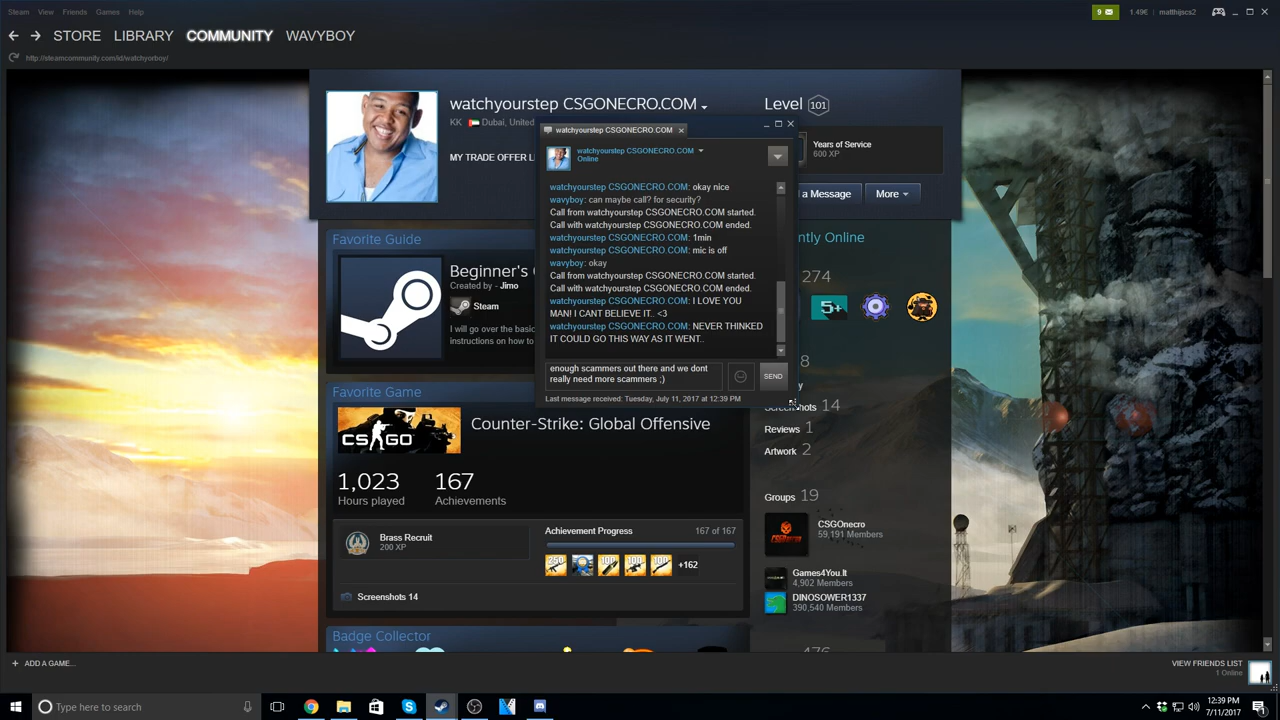 Steam View Friends Games Help
9 1.49€ matthijscs2
STORE LIBRARY COMMUNITY WAVYBOY
http://steamcommunity.com/id/watchyorboy/
watchyourstep CSGONECRO.COM
KK Dubai, United
MY TRADE OFFER L
Level 101
Years of Service
600 XP
a Message More
watchyourstep CSGONECRO.COM
watchyourstep CSGONECRO.COM
Online
watchyourstep CSGONECRO.COM: okay nice
wavyboy: can maybe call? for security?
Call from watchyourstep CSGONECRO.COM started.
Call with watchyourstep CSGONECRO.COM ended.
watchyourstep CSGONECRO.COM: 1min
watchyourstep CSGONECRO.COM: mic is off
wavyboy: okay
Call from watchyourstep CSGONECRO.COM started.
Call with watchyourstep CSGONECRO.COM ended.
watchyourstep CSGONECRO.COM: I LOVE YOU
MAN! I CANT BELIEVE IT.. <3
watchyourstep CSGONECRO.COM: NEVER THINKED
IT COULD GO THIS WAY AS IT WENT..
enough scammers out there and we dont
really need more scammers ;)
SEND
Last message received: Tuesday, July 11, 2017 at 12:39 PM
Favorite Guide
Beginner's
Created by - Jimo
Steam
I will go over the basic
instructions on how to
Favorite Game
CS:GO
Counter-Strike: Global Offensive
1,023
Hours played
167
Achievements
Brass Recruit
200 XP
Achievement Progress 167 of 167
250 100 100 100
+162
Screenshots 14
Badge Collector
ntly Online
274
5+
8
y
Screenshots 14
Reviews 1
Artwork 2
Groups 19
CSGOnecro
59,191 Members
Games4You.lt
4,902 Members
DINOSOWER1337
390,540 Members
476
+ ADD A GAME...
VIEW FRIENDS LIST
1 Online
Type here to search
12:39 PM
7/11/2017